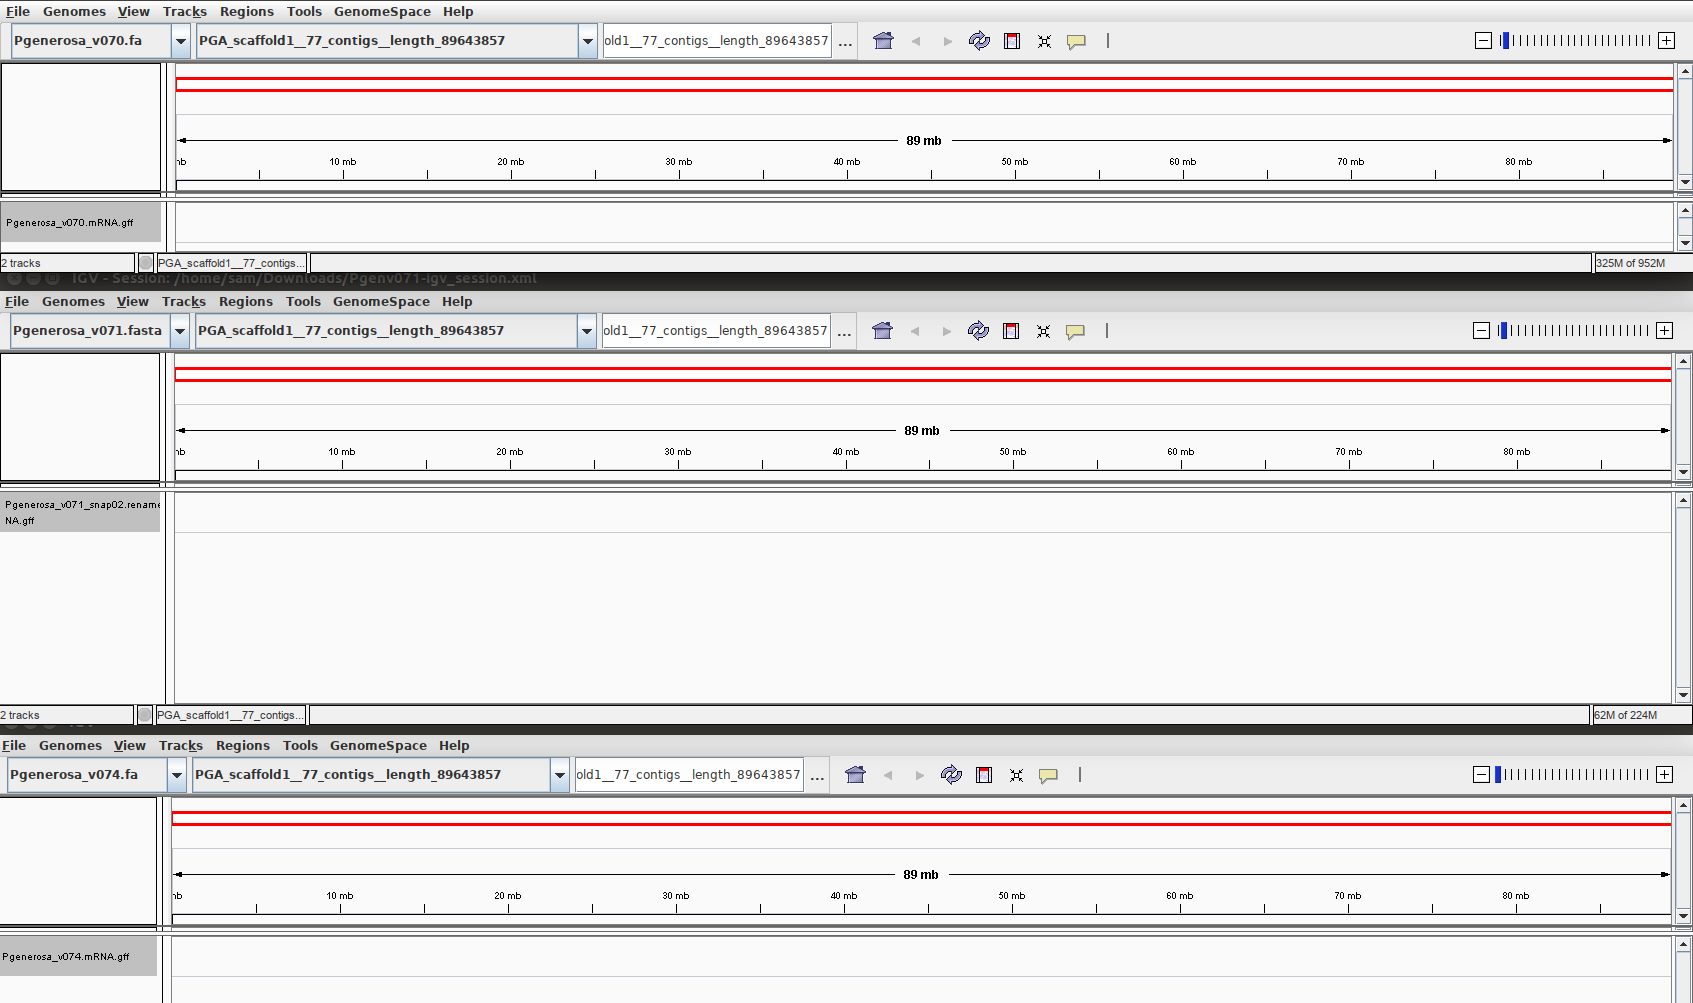 File Genomes View Tracks Regions Tools GenomeSpace Help
Pgenerosa_v070.fa PGA_scaffold1__77_contigs__length_89643857 old1__77_contigs__length_89643857 ...
89 mb
10 mb 20 mb 30 mb 40 mb 50 mb 60 mb 70 mb 80 mb
Pgenerosa_v070.mRNA.gff
2 tracks PGA_scaffold1__77_contigs... 325M of 952M
IGV - Session: /home/sam/Downloads/Pgenv071-igv_session.xml
File Genomes View Tracks Regions Tools GenomeSpace Help
Pgenerosa_v071.fasta PGA_scaffold1__77_contigs__length_89643857 old1__77_contigs__length_89643857 ...
89 mb
10 mb 20 mb 30 mb 40 mb 50 mb 60 mb 70 mb 80 mb
Pgenerosa_v071_snap02.rename
NA.gff
2 tracks PGA_scaffold1__77_contigs... 62M of 224M
File Genomes View Tracks Regions Tools GenomeSpace Help
Pgenerosa_v074.fa PGA_scaffold1__77_contigs__length_89643857 old1__77_contigs__length_89643857 ...
89 mb
10 mb 20 mb 30 mb 40 mb 50 mb 60 mb 70 mb 80 mb
Pgenerosa_v074.mRNA.gff